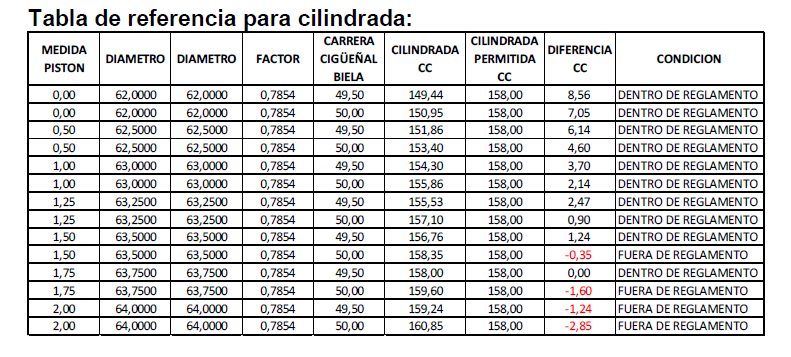 Tabla de referencia para cilindrada:
MEDIDA PISTON DIAMETRO DIAMETRO FACTOR CARRERA CIGÜEÑAL BIELA CILINDRADA CC CILINDRADA PERMITIDA CC DIFERENCIA CC CONDICION
0,00 62,0000 62,0000 0,7854 49,50 149,44 158,00 8,56 DENTRO DE REGLAMENTO
0,00 62,0000 62,0000 0,7854 50,00 150,95 158,00 7,05 DENTRO DE REGLAMENTO
0,50 62,5000 62,5000 0,7854 49,50 151,86 158,00 6,14 DENTRO DE REGLAMENTO
0,50 62,5000 62,5000 0,7854 50,00 153,40 158,00 4,60 DENTRO DE REGLAMENTO
1,00 63,0000 63,0000 0,7854 49,50 154,30 158,00 3,70 DENTRO DE REGLAMENTO
1,00 63,0000 63,0000 0,7854 50,00 155,86 158,00 2,14 DENTRO DE REGLAMENTO
1,25 63,2500 63,2500 0,7854 49,50 155,53 158,00 2,47 DENTRO DE REGLAMENTO
1,25 63,2500 63,2500 0,7854 50,00 157,10 158,00 0,90 DENTRO DE REGLAMENTO
1,50 63,5000 63,5000 0,7854 49,50 156,76 158,00 1,24 DENTRO DE REGLAMENTO
1,50 63,5000 63,5000 0,7854 50,00 158,35 158,00 -0,35 FUERA DE REGLAMENTO
1,75 63,7500 63,7500 0,7854 49,50 158,00 158,00 0,00 DENTRO DE REGLAMENTO
1,75 63,7500 63,7500 0,7854 50,00 159,60 158,00 -1,60 FUERA DE REGLAMENTO
2,00 64,0000 64,0000 0,7854 49,50 159,24 158,00 -1,24 FUERA DE REGLAMENTO
2,00 64,0000 64,0000 0,7854 50,00 160,85 158,00 -2,85 FUERA DE REGLAMENTO